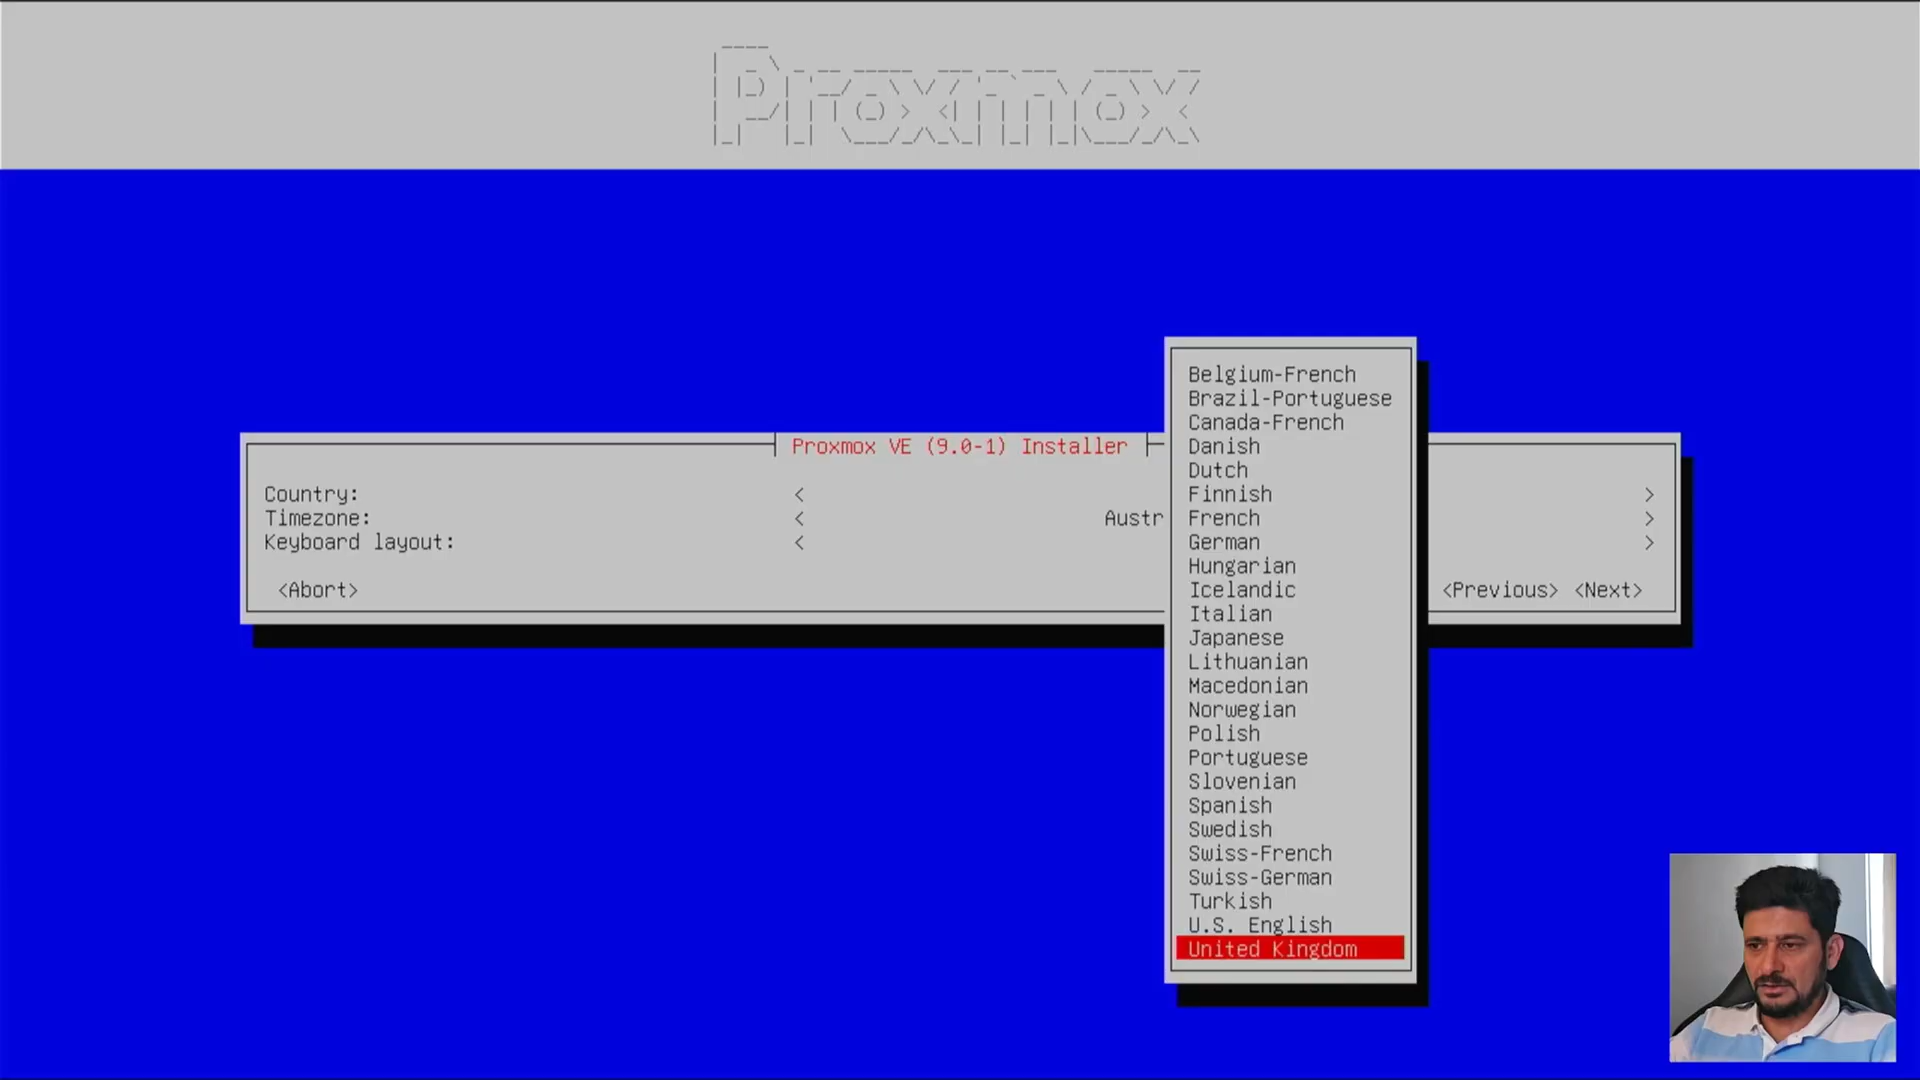 Proxmox
Proxmox VE (9.0-1) Installer
Country: < >
Timezone: < Austr >
Keyboard layout: < >
<Abort> <Previous> <Next>
Belgium-French
Brazil-Portuguese
Canada-French
Danish
Dutch
Finnish
French
German
Hungarian
Icelandic
Italian
Japanese
Lithuanian
Macedonian
Norwegian
Polish
Portuguese
Slovenian
Spanish
Swedish
Swiss-French
Swiss-German
Turkish
U.S. English
United Kingdom